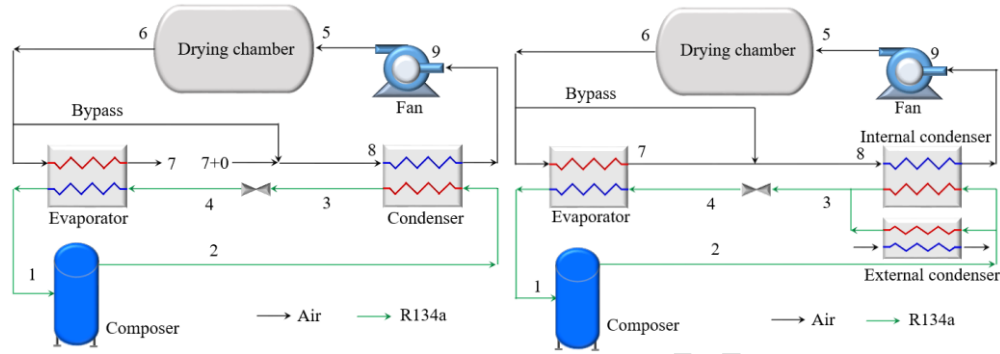 6
Drying chamber
5
9
Fan
Bypass
7
7+0
8
Evaporator
4
3
Condenser
1
2
Composer
Air
R134a
6
Drying chamber
5
9
Fan
Bypass
Internal condenser
7
8
Evaporator
4
3
External condenser
1
2
Composer
Air
R134a